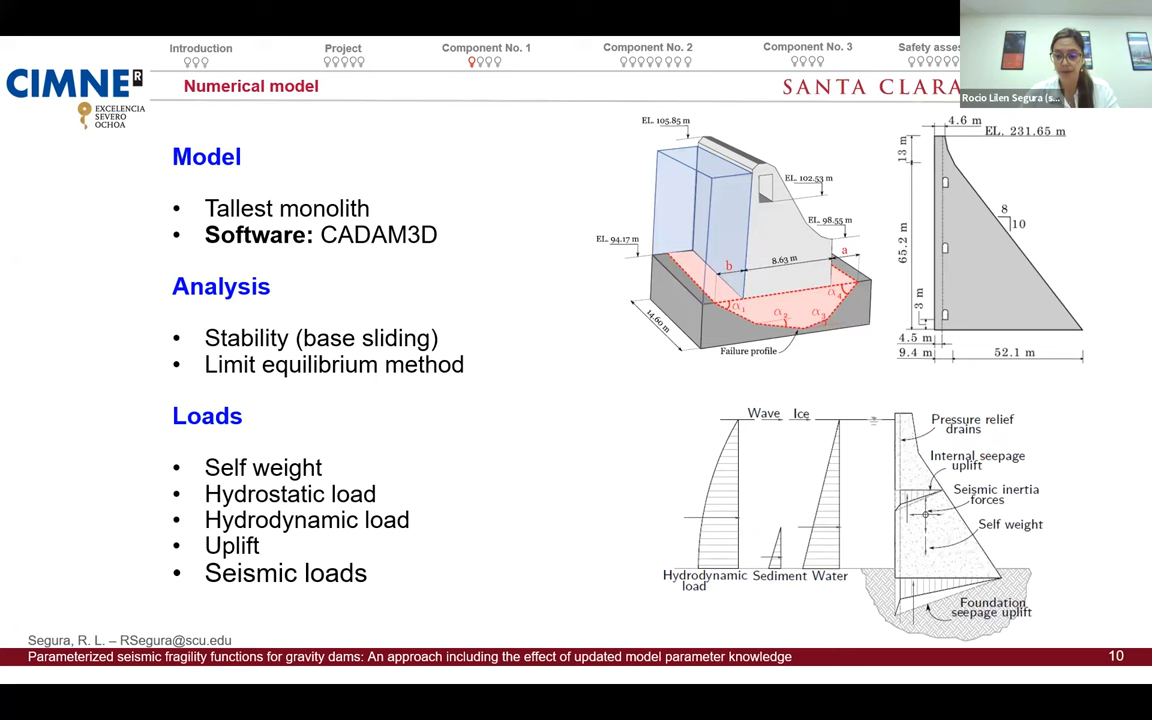 Introduction
Project
Component No. 1
Component No. 2
Component No. 3
Safety asses
CIMNE R
EXCELENCIA
SEVERO
OCHOA
Numerical model
SANTA CLARA
Rocio Lilen Segura (s...
Model
• Tallest monolith
• Software: CADAM3D
Analysis
• Stability (base sliding)
• Limit equilibrium method
Loads
• Self weight
• Hydrostatic load
• Hydrodynamic load
• Uplift
• Seismic loads
EL. 105.85 m
EL. 102.53 m
EL. 98.55 m
EL. 94.17 m
b
8.63 m
a
α1
α2
α3
α4
14.60 m
Failure profile
4.6 m
EL. 231.65 m
13 m
65.2 m
8
10
3 m
4.5 m
9.4 m
52.1 m
Wave Ice
Pressure relief
drains
Internal seepage
uplift
Seismic inertia
forces
Self weight
Hydrodynamic
load
Sediment
Water
Foundation
seepage uplift
Segura, R. L. – RSegura@scu.edu
Parameterized seismic fragility functions for gravity dams: An approach including the effect of updated model parameter knowledge
10